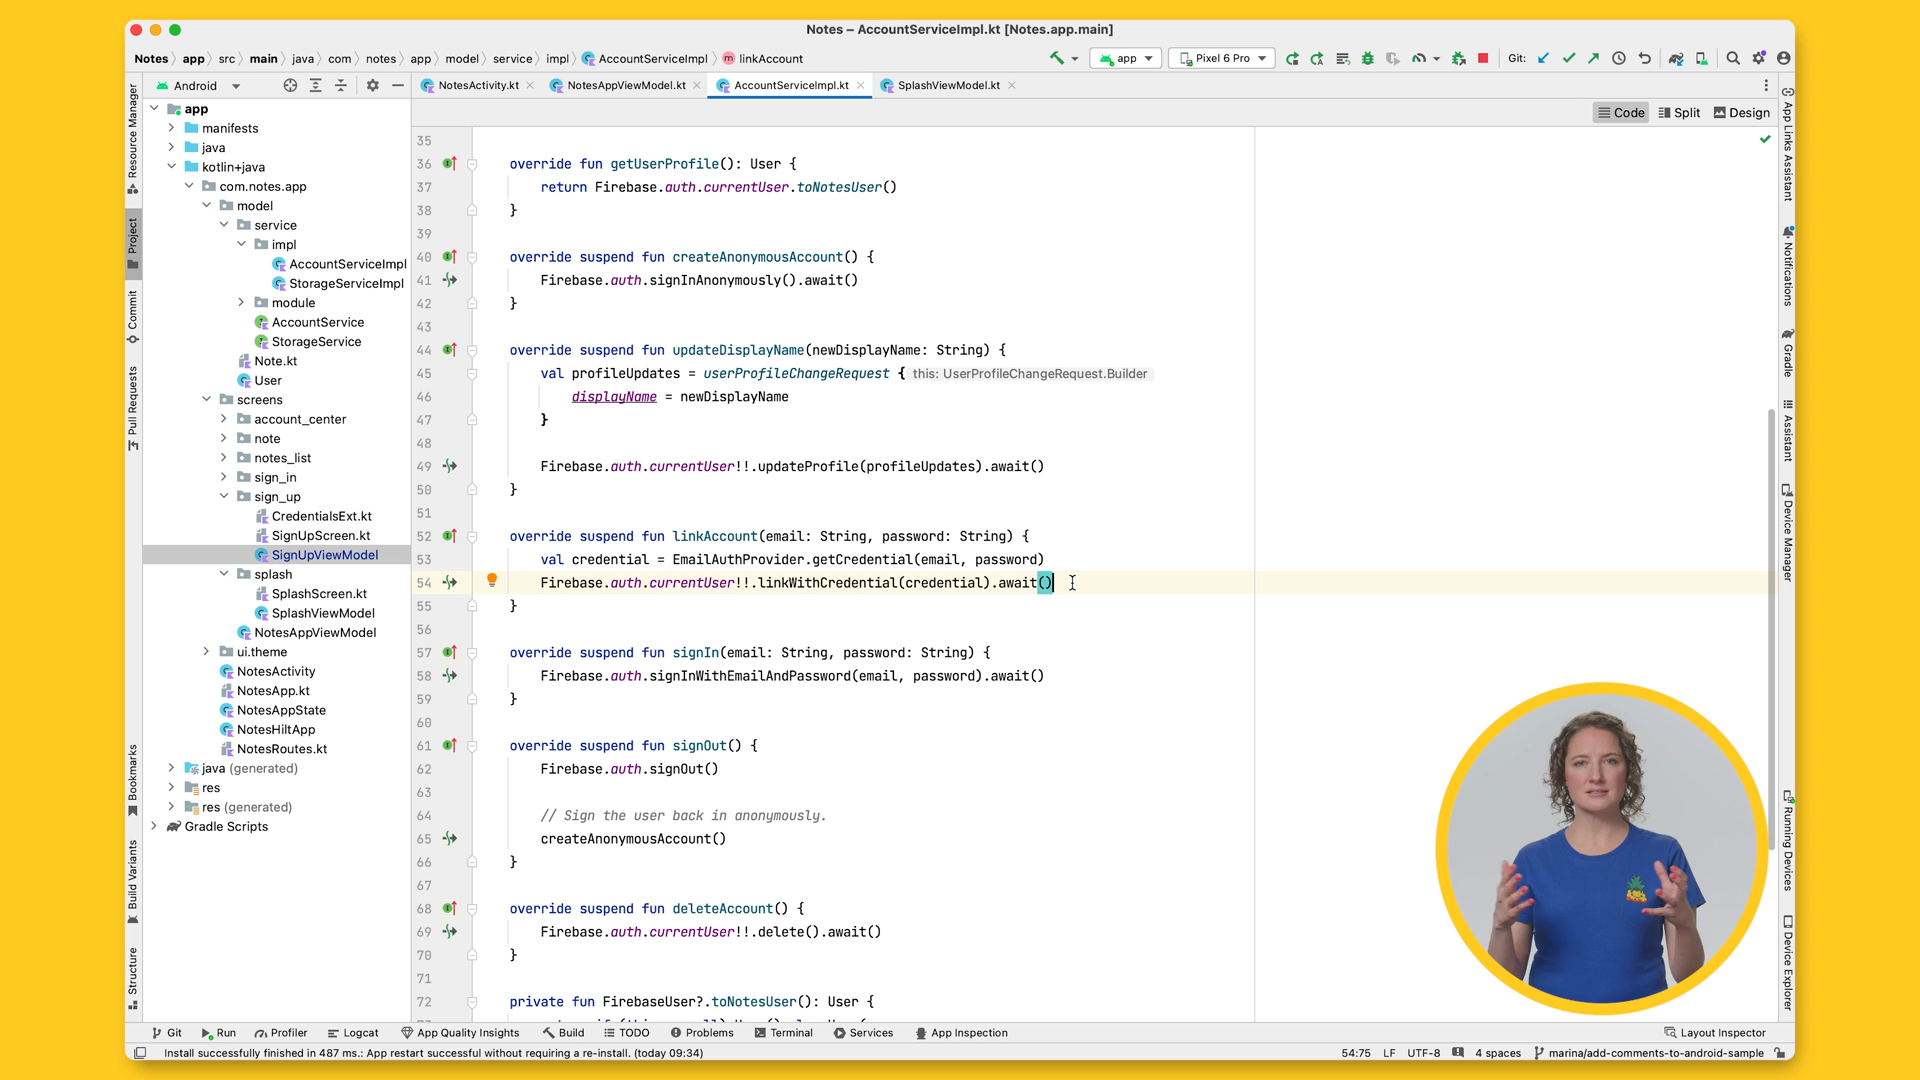 Notes – AccountServiceImpl.kt [Notes.app.main]
Notes app src main java com notes app model service impl AccountServiceImpl linkAccount
app Pixel 6 Pro Git:
Android
NotesActivity.kt NotesAppViewModel.kt AccountServiceImpl.kt SplashViewModel.kt
Code Split Design
Resource Manager
Project
Commit
Pull Requests
Bookmarks
Build Variants
Structure
app
manifests
java
kotlin+java
com.notes.app
model
service
impl
AccountServiceImpl
StorageServiceImpl
module
AccountService
StorageService
Note.kt
User
screens
account_center
note
notes_list
sign_in
sign_up
CredentialsExt.kt
SignUpScreen.kt
SignUpViewModel
splash
SplashScreen.kt
SplashViewModel
NotesAppViewModel
ui.theme
NotesActivity
NotesApp.kt
NotesAppState
NotesHiltApp
NotesRoutes.kt
java (generated)
res
res (generated)
Gradle Scripts
35
36 override fun getUserProfile(): User {
37 return Firebase.auth.currentUser.toNotesUser()
38 }
39
40 override suspend fun createAnonymousAccount() {
41 Firebase.auth.signInAnonymously().await()
42 }
43
44 override suspend fun updateDisplayName(newDisplayName: String) {
45 val profileUpdates = userProfileChangeRequest { this: UserProfileChangeRequest.Builder
46 displayName = newDisplayName
47 }
48
49 Firebase.auth.currentUser!!.updateProfile(profileUpdates).await()
50 }
51
52 override suspend fun linkAccount(email: String, password: String) {
53 val credential = EmailAuthProvider.getCredential(email, password)
54 Firebase.auth.currentUser!!.linkWithCredential(credential).await()
55 }
56
57 override suspend fun signIn(email: String, password: String) {
58 Firebase.auth.signInWithEmailAndPassword(email, password).await()
59 }
60
61 override suspend fun signOut() {
62 Firebase.auth.signOut()
63
64 // Sign the user back in anonymously.
65 createAnonymousAccount()
66 }
67
68 override suspend fun deleteAccount() {
69 Firebase.auth.currentUser!!.delete().await()
70 }
71
72 private fun FirebaseUser?.toNotesUser(): User {
App Links Assistant
Notifications
Gradle
Assistant
Device Manager
Running Devices
Device Explorer
Git Run Profiler Logcat App Quality Insights Build TODO Problems Terminal Services App Inspection Layout Inspector
Install successfully finished in 487 ms.: App restart successful without requiring a re-install. (today 09:34) 54:75 LF UTF-8 4 spaces marina/add-comments-to-android-sample